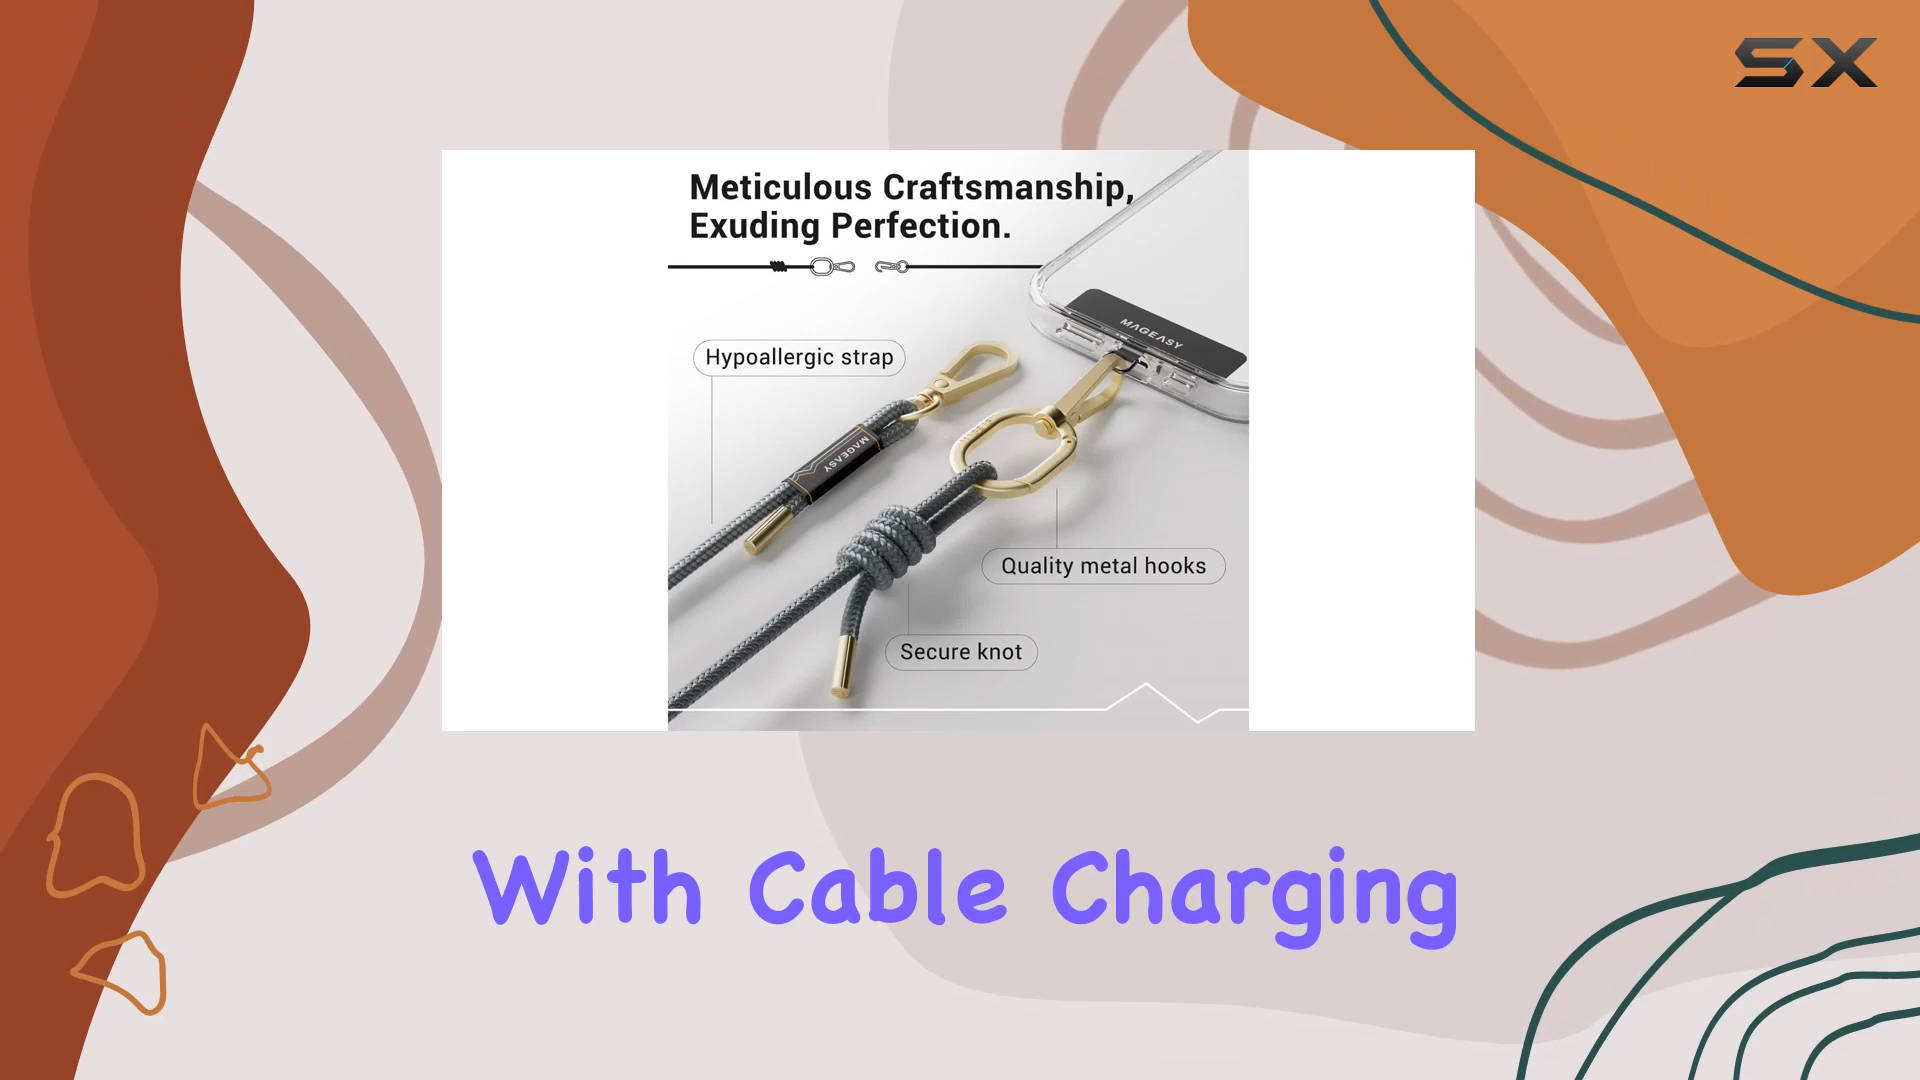 SX
Meticulous Craftsmanship,
Exuding Perfection.
MAGEASY
Hypoallergic strap
MAGEASY
Quality metal hooks
Secure knot
With Cable Charging